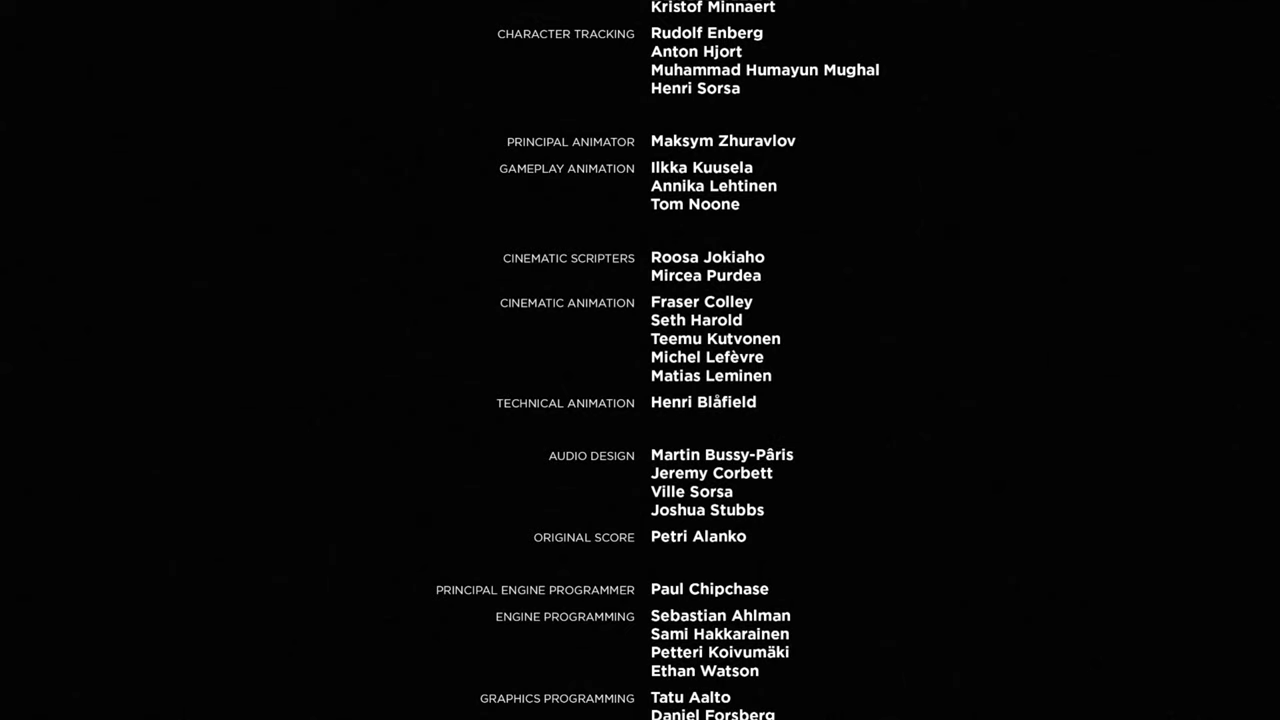 Kristof Minnaert
CHARACTER TRACKING Rudolf Enberg
Anton Hjort
Muhammad Humayun Mughal
Henri Sorsa
PRINCIPAL ANIMATOR Maksym Zhuravlov
GAMEPLAY ANIMATION Ilkka Kuusela
Annika Lehtinen
Tom Noone
CINEMATIC SCRIPTERS Roosa Jokiaho
Mircea Purdea
CINEMATIC ANIMATION Fraser Colley
Seth Harold
Teemu Kutvonen
Michel Lefèvre
Matias Leminen
TECHNICAL ANIMATION Henri Blåfield
AUDIO DESIGN Martin Bussy-Pâris
Jeremy Corbett
Ville Sorsa
Joshua Stubbs
ORIGINAL SCORE Petri Alanko
PRINCIPAL ENGINE PROGRAMMER Paul Chipchase
ENGINE PROGRAMMING Sebastian Ahlman
Sami Hakkarainen
Petteri Koivumäki
Ethan Watson
GRAPHICS PROGRAMMING Tatu Aalto
Daniel Forsberg